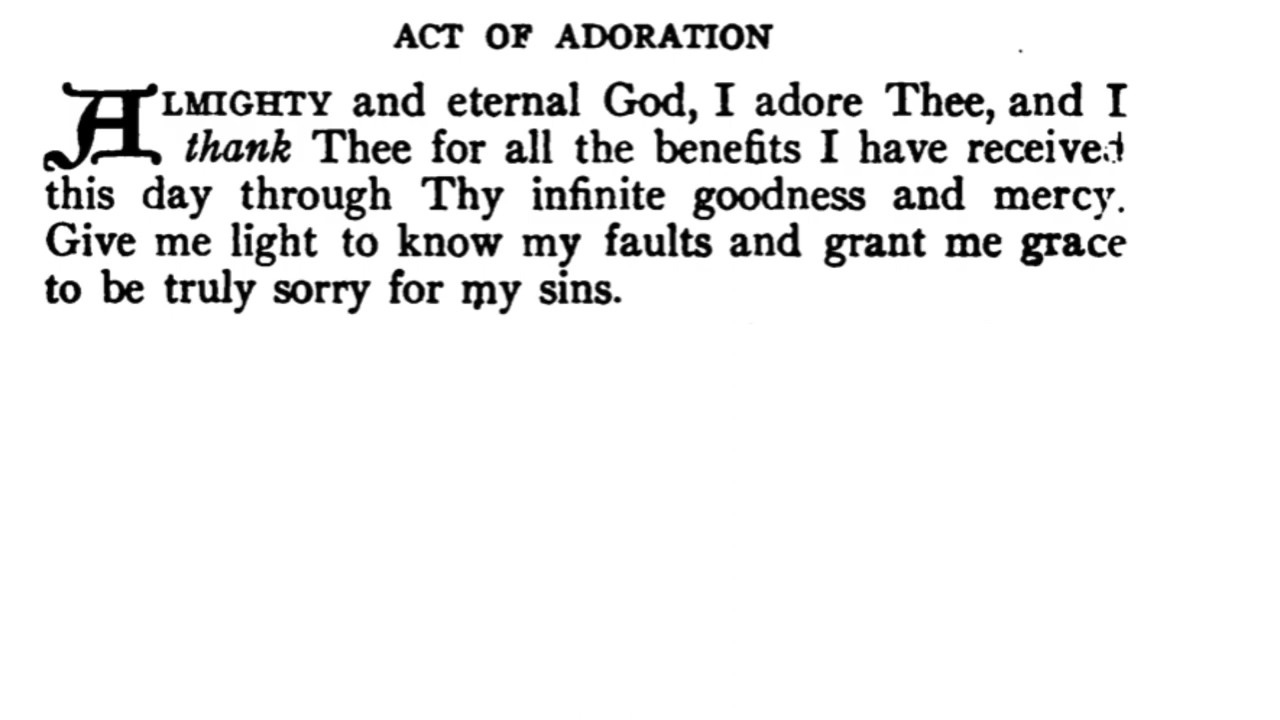 ACT OF ADORATION
ALMIGHTY and eternal God, I adore Thee, and I
thank Thee for all the benefits I have received
this day through Thy infinite goodness and mercy.
Give me light to know my faults and grant me grace
to be truly sorry for my sins.